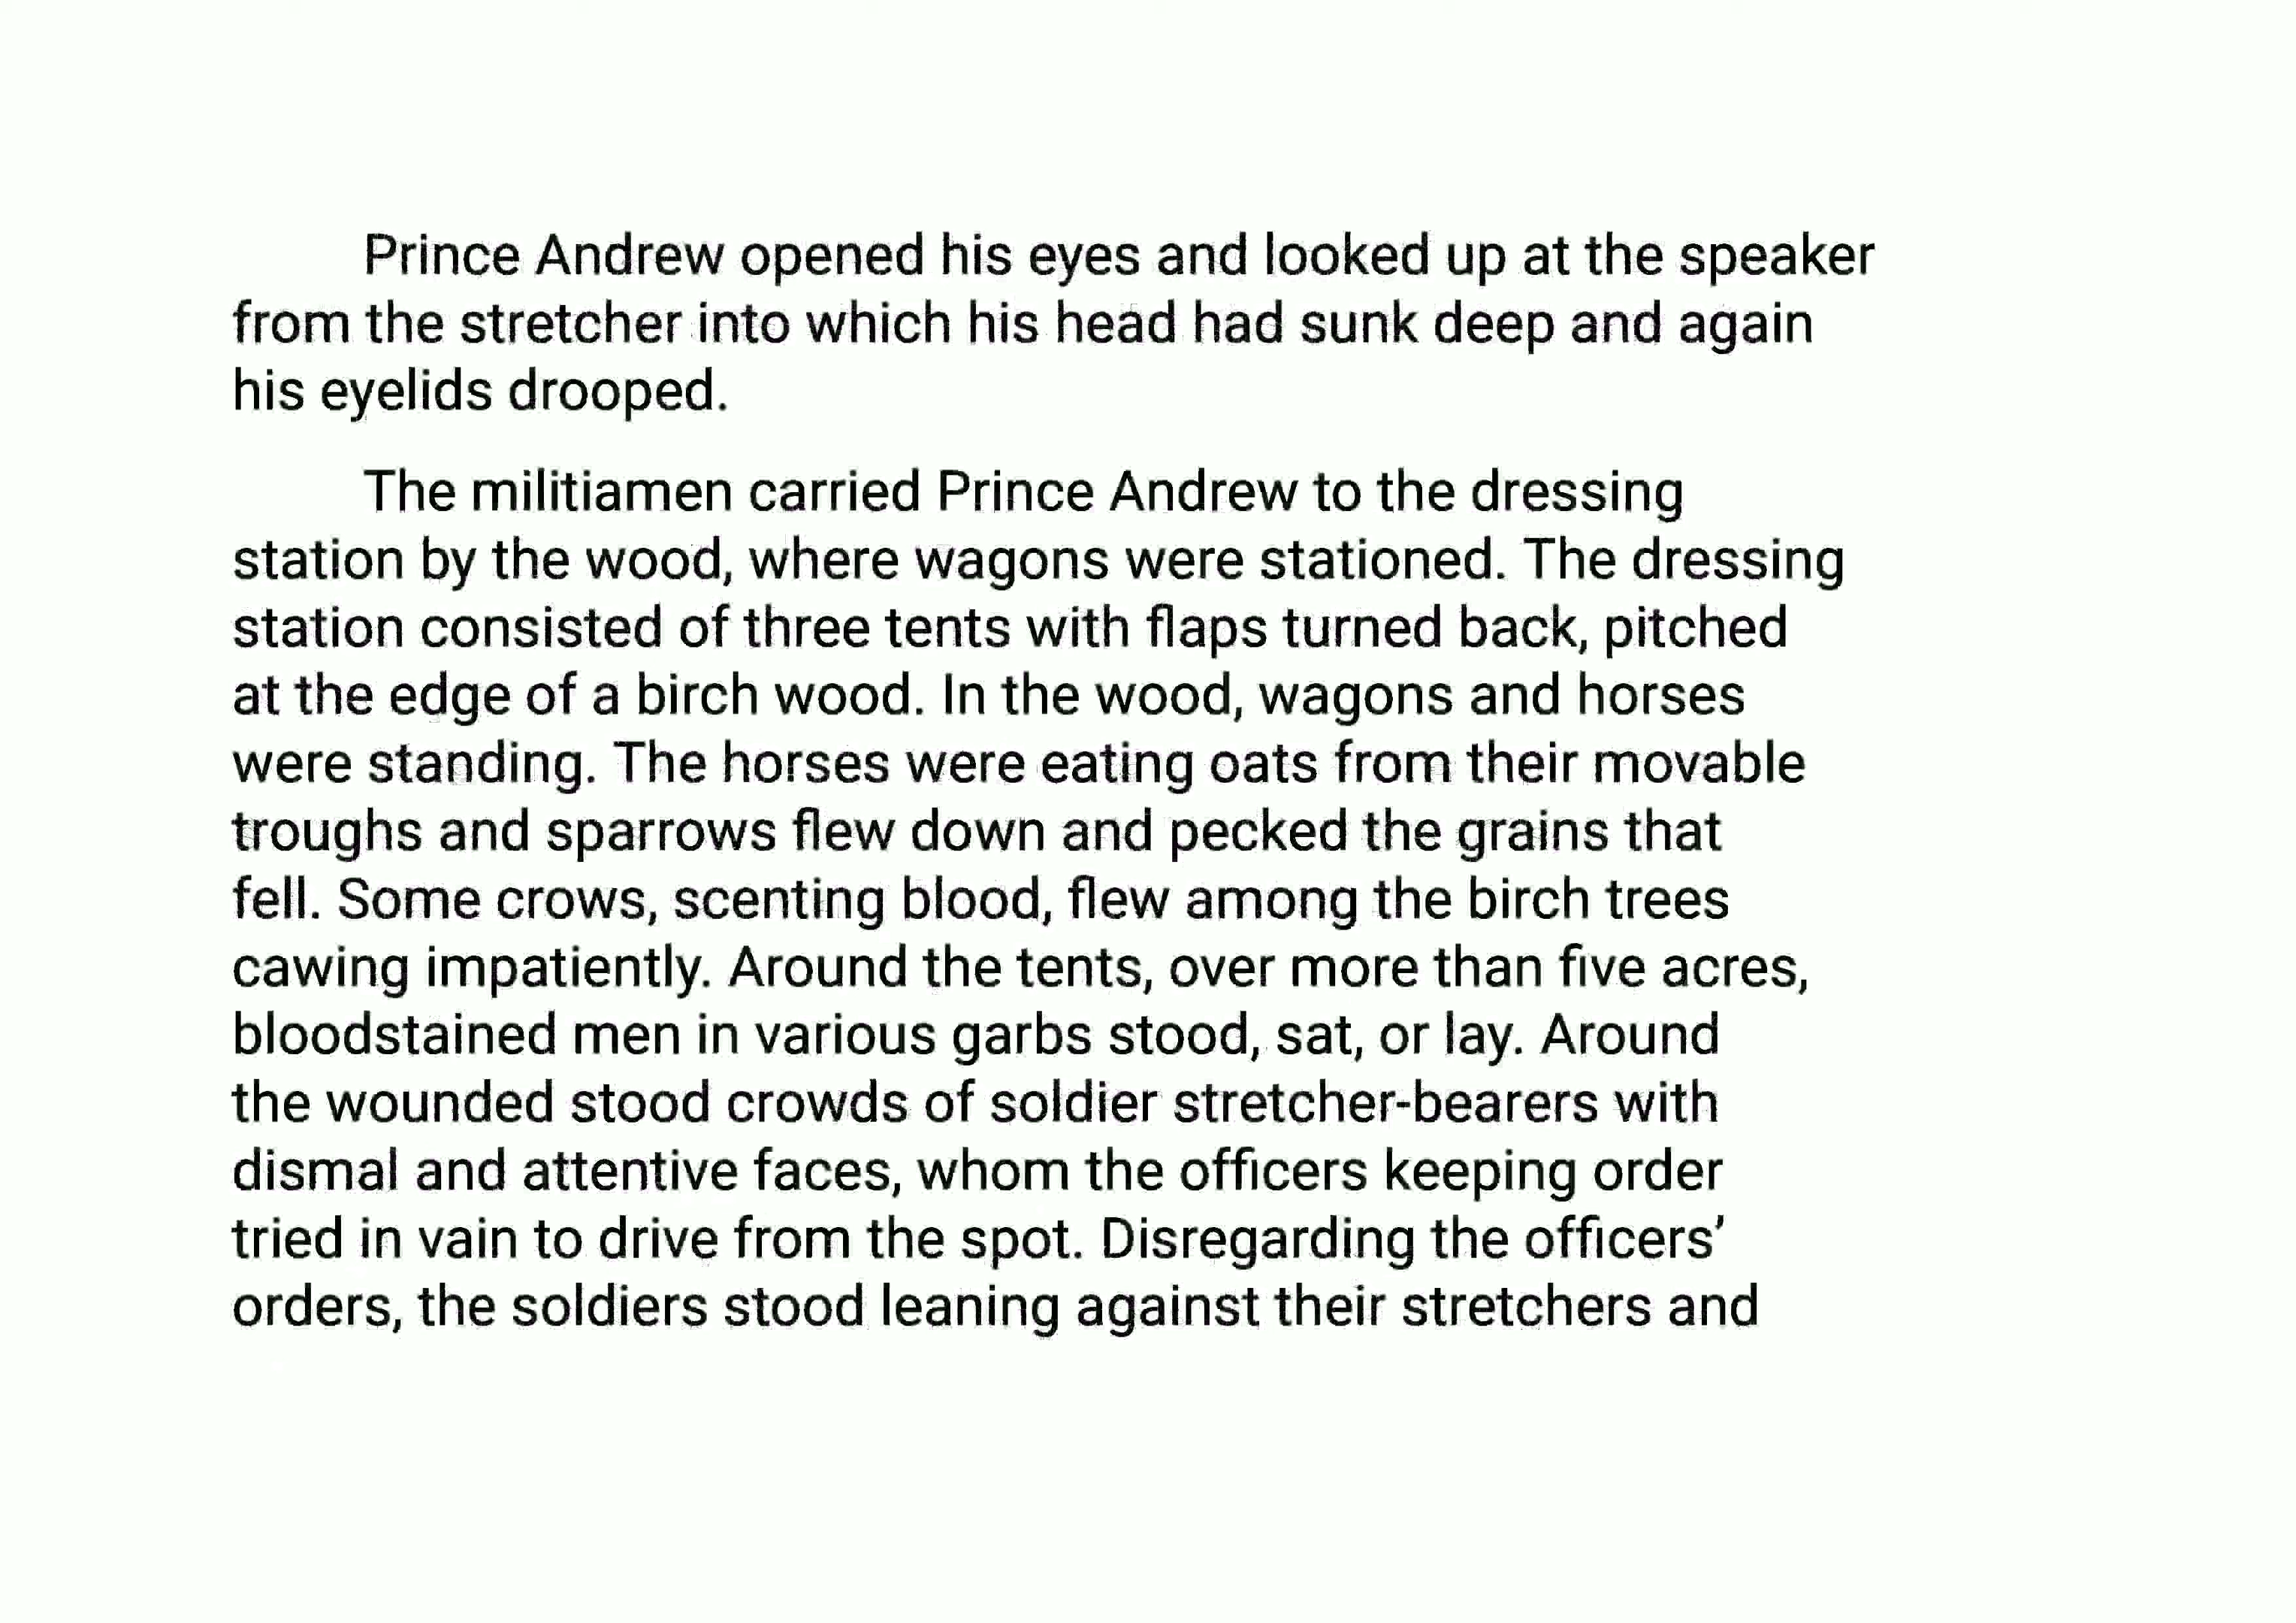 Prince Andrew opened his eyes and looked up at the speaker
from the stretcher into which his head had sunk deep and again
his eyelids drooped.
The militiamen carried Prince Andrew to the dressing
station by the wood, where wagons were stationed. The dressing
station consisted of three tents with flaps turned back, pitched
at the edge of a birch wood. In the wood, wagons and horses
were standing. The horses were eating oats from their movable
troughs and sparrows flew down and pecked the grains that
fell. Some crows, scenting blood, flew among the birch trees
cawing impatiently. Around the tents, over more than five acres,
bloodstained men in various garbs stood, sat, or lay. Around
the wounded stood crowds of soldier stretcher-bearers with
dismal and attentive faces, whom the officers keeping order
tried in vain to drive from the spot. Disregarding the officers’
orders, the soldiers stood leaning against their stretchers and